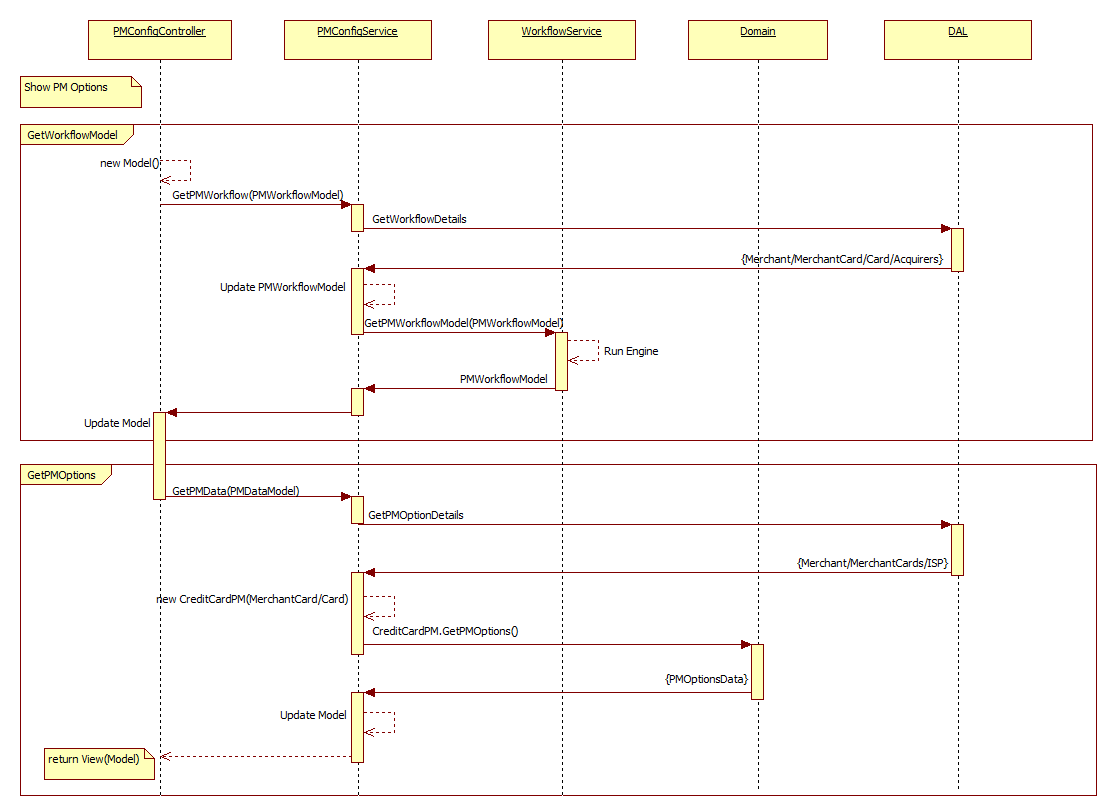 PMConfigController
PMConfigService
WorkflowService
Domain
DAL
Show PM Options
GetWorkflowModel
new Model()
GetPMWorkflow(PMWorkflowModel)
GetWorkflowDetails
{Merchant/MerchantCard/Card/Acquirers}
Update PMWorkflowModel
GetPMWorkflowModel(PMWorkflowModel)
Run Engine
PMWorkflowModel
Update Model
GetPMOptions
GetPMData(PMDataModel)
GetPMOptionDetails
{Merchant/MerchantCards/ISP}
new CreditCardPM(MerchantCard/Card)
CreditCardPM.GetPMOptions()
{PMOptionsData}
Update Model
return View(Model)